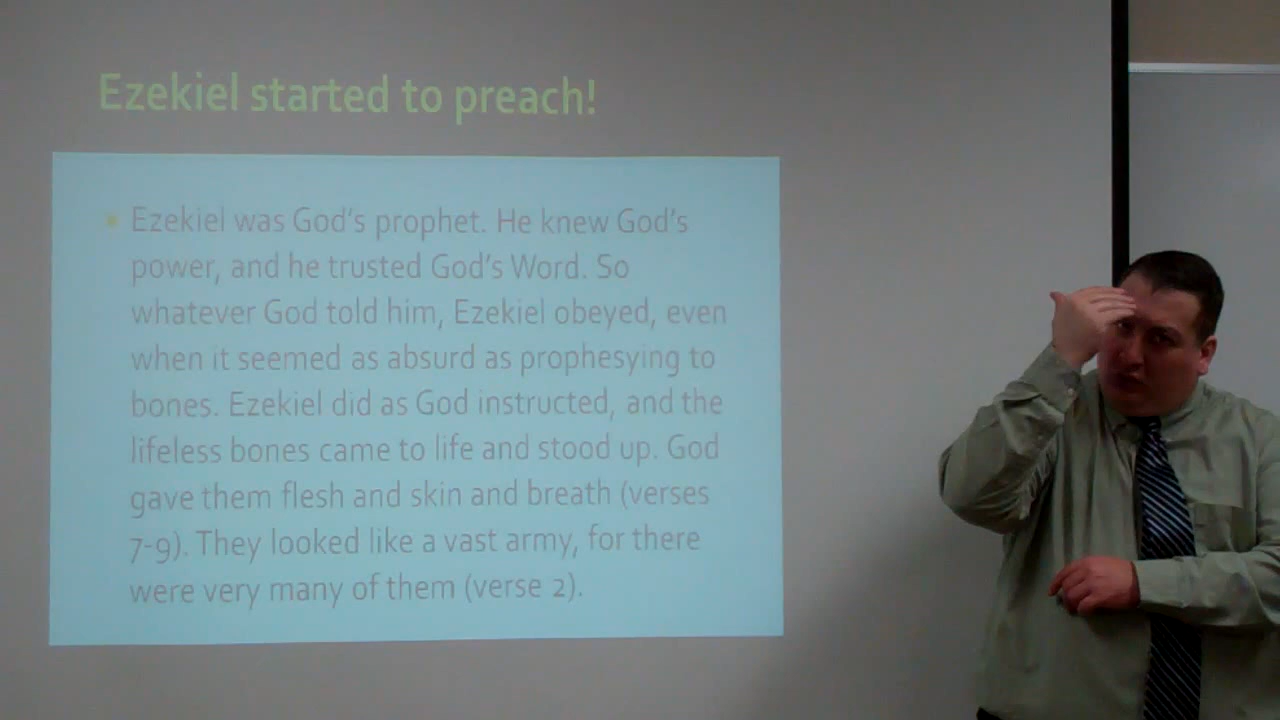 Ezekiel started to preach!
Ezekiel was God's prophet. He knew God's
power, and he trusted God's Word. So
whatever God told him, Ezekiel obeyed, even
when it seemed as absurd as prophesying to
bones. Ezekiel did as God instructed, and the
lifeless bones came to life and stood up. God
gave them flesh and skin and breath (verses
7-9). They looked like a vast army, for there
were very many of them (verse 2).